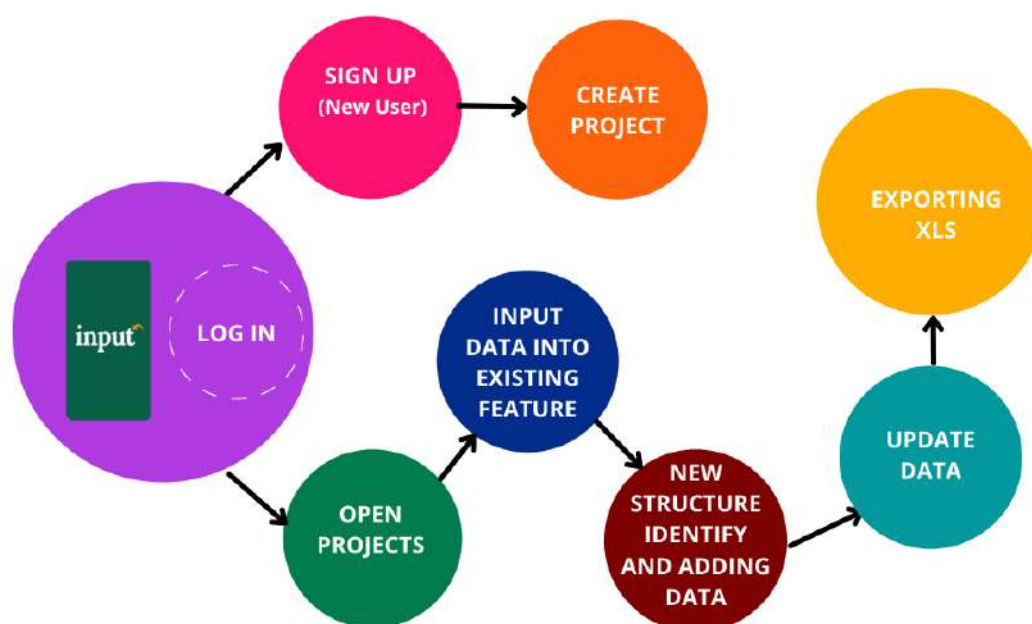 SIGN UP
(New User)
CREATE
PROJECT
EXPORTING
XLS
input
LOG IN
INPUT
DATA INTO
EXISTING
FEATURE
OPEN
PROJECTS
NEW
STRUCTURE
IDENTIFY
AND ADDING
DATA
UPDATE
DATA